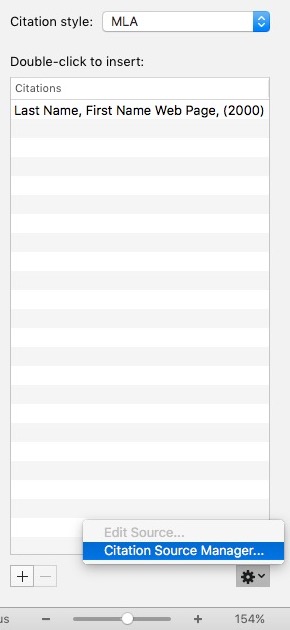 Citation style: MLA
Double-click to insert:
Citations
Last Name, First Name Web Page, (2000)
Edit Source...
Citation Source Manager...
us
154%